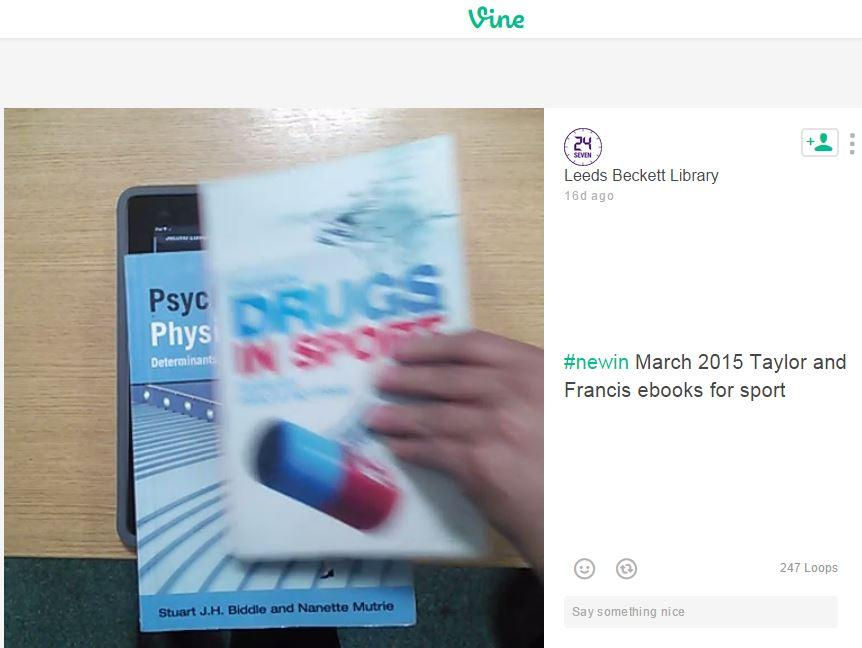 Vine
24
SEVEN
Leeds Beckett Library
16d ago
#newin March 2015 Taylor and
Francis ebooks for sport
247 Loops
Say something nice
DRUGS
IN SPORT
Psyc
Phys
Determinants
Stuart J.H. Biddle and Nanette Mutrie